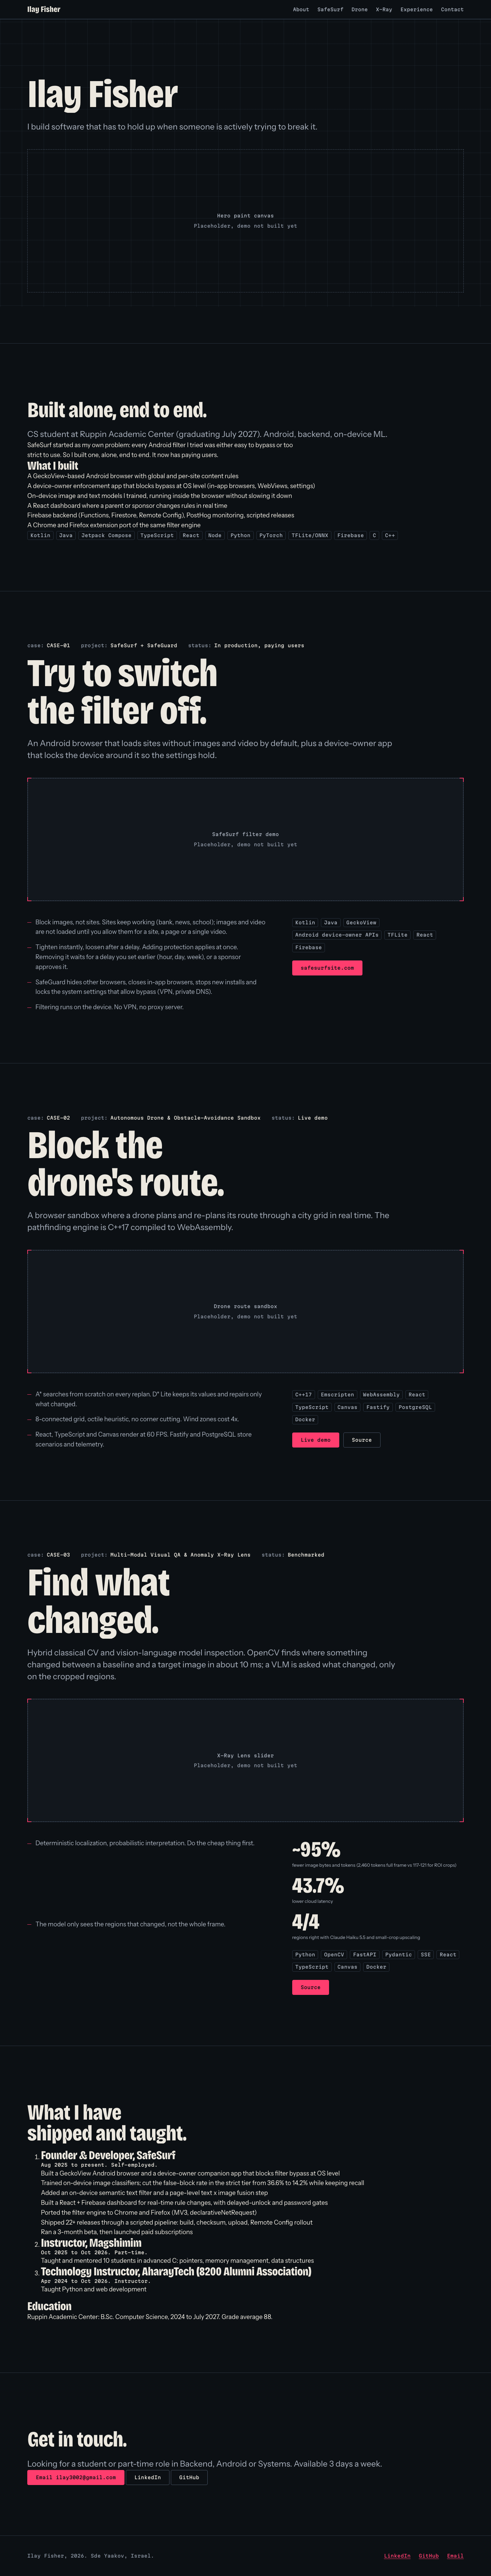 Ilay Fisher
About SafeSurf Drone X-Ray Experience Contact
Ilay Fisher
I build software that has to hold up when someone is actively trying to break it.
Hero paint canvas
Placeholder, demo not built yet
Built alone, end to end.
CS student at Ruppin Academic Center (graduating July 2027). Android, backend, on-device ML.
SafeSurf started as my own problem: every Android filter I tried was either easy to bypass or too
strict to use. So I built one, alone, end to end. It now has paying users.
What I built
A GeckoView-based Android browser with global and per-site content rules
A device-owner enforcement app that blocks bypass at OS level (in-app browsers, WebViews, settings)
On-device image and text models I trained, running inside the browser without slowing it down
A React dashboard where a parent or sponsor changes rules in real time
Firebase backend (Functions, Firestore, Remote Config), PostHog monitoring, scripted releases
A Chrome and Firefox extension port of the same filter engine
Kotlin Java Jetpack Compose TypeScript React Node Python PyTorch TFLite/ONNX Firebase C C++
case: CASE-01 project: SafeSurf + SafeGuard status: In production, paying users
Try to switch
the filter off.
An Android browser that loads sites without images and video by default, plus a device-owner app
that locks the device around it so the settings hold.
SafeSurf filter demo
Placeholder, demo not built yet
— Block images, not sites. Sites keep working (bank, news, school); images and video
are not loaded until you allow them for a site, a page or a single video.
— Tighten instantly, loosen after a delay. Adding protection applies at once.
Removing it waits for a delay you set earlier (hour, day, week), or a sponsor
approves it.
— SafeGuard hides other browsers, closes in-app browsers, stops new installs and
locks the system settings that allow bypass (VPN, private DNS).
— Filtering runs on the device. No VPN, no proxy server.
Kotlin Java GeckoView
Android device-owner APIs TFLite React
Firebase
safesurfsite.com
case: CASE-02 project: Autonomous Drone & Obstacle-Avoidance Sandbox status: Live demo
Block the
drone's route.
A browser sandbox where a drone plans and re-plans its route through a city grid in real time. The
pathfinding engine is C++17 compiled to WebAssembly.
Drone route sandbox
Placeholder, demo not built yet
— A* searches from scratch on every replan. D* Lite keeps its values and repairs only
what changed.
— 8-connected grid, octile heuristic, no corner cutting. Wind zones cost 4x.
— React, TypeScript and Canvas render at 60 FPS. Fastify and PostgreSQL store
scenarios and telemetry.
C++17 Emscripten WebAssembly React
TypeScript Canvas Fastify PostgreSQL
Docker
Live demo Source
case: CASE-03 project: Multi-Modal Visual QA & Anomaly X-Ray Lens status: Benchmarked
Find what
changed.
Hybrid classical CV and vision-language model inspection. OpenCV finds where something
changed between a baseline and a target image in about 10 ms; a VLM is asked what changed, only
on the cropped regions.
X-Ray Lens slider
Placeholder, demo not built yet
— Deterministic localization, probabilistic interpretation. Do the cheap thing first.
— The model only sees the regions that changed, not the whole frame.
~95%
fewer image bytes and tokens (2,460 tokens full frame vs 117-121 for ROI crops)
43.7%
lower cloud latency
4/4
regions right with Claude Haiku 5.5 and small-crop upscaling
Python OpenCV FastAPI Pydantic SSE React
TypeScript Canvas Docker
Source
What I have
shipped and taught.
1. Founder & Developer, SafeSurf
Aug 2025 to present. Self-employed.
Built a GeckoView Android browser and a device-owner companion app that blocks filter bypass at OS level
Trained on-device image classifiers; cut the false-block rate in the strict tier from 36.6% to 14.2% while keeping recall
Added an on-device semantic text filter and a page-level text x image fusion step
Built a React + Firebase dashboard for real-time rule changes, with delayed-unlock and password gates
Ported the filter engine to Chrome and Firefox (MV3, declarativeNetRequest)
Shipped 22+ releases through a scripted pipeline: build, checksum, upload, Remote Config rollout
Ran a 3-month beta, then launched paid subscriptions
2. Instructor, Magshimim
Oct 2025 to Oct 2026. Part-time.
Taught and mentored 10 students in advanced C: pointers, memory management, data structures
3. Technology Instructor, AharayTech (8200 Alumni Association)
Apr 2024 to Oct 2026. Instructor.
Taught Python and web development
Education
Ruppin Academic Center: B.Sc. Computer Science, 2024 to July 2027. Grade average 88.
Get in touch.
Looking for a student or part-time role in Backend, Android or Systems. Available 3 days a week.
Email ilay3002@gmail.com LinkedIn GitHub
Ilay Fisher, 2026. Sde Yaakov, Israel.
LinkedIn GitHub Email